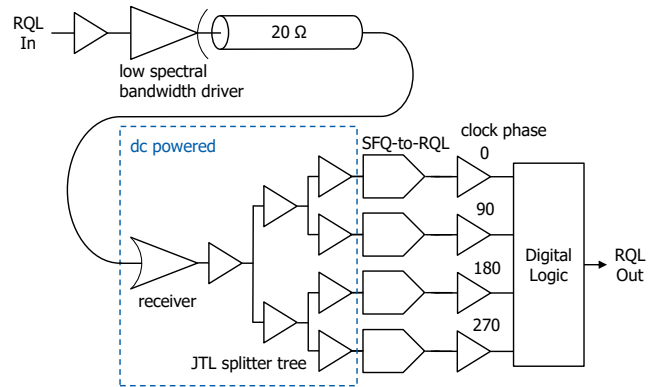 RQL
In
20 Ω
low spectral
bandwidth driver
dc powered
SFQ-to-RQL
clock phase
0
90
180
270
receiver
JTL splitter tree
Digital
Logic
RQL
Out